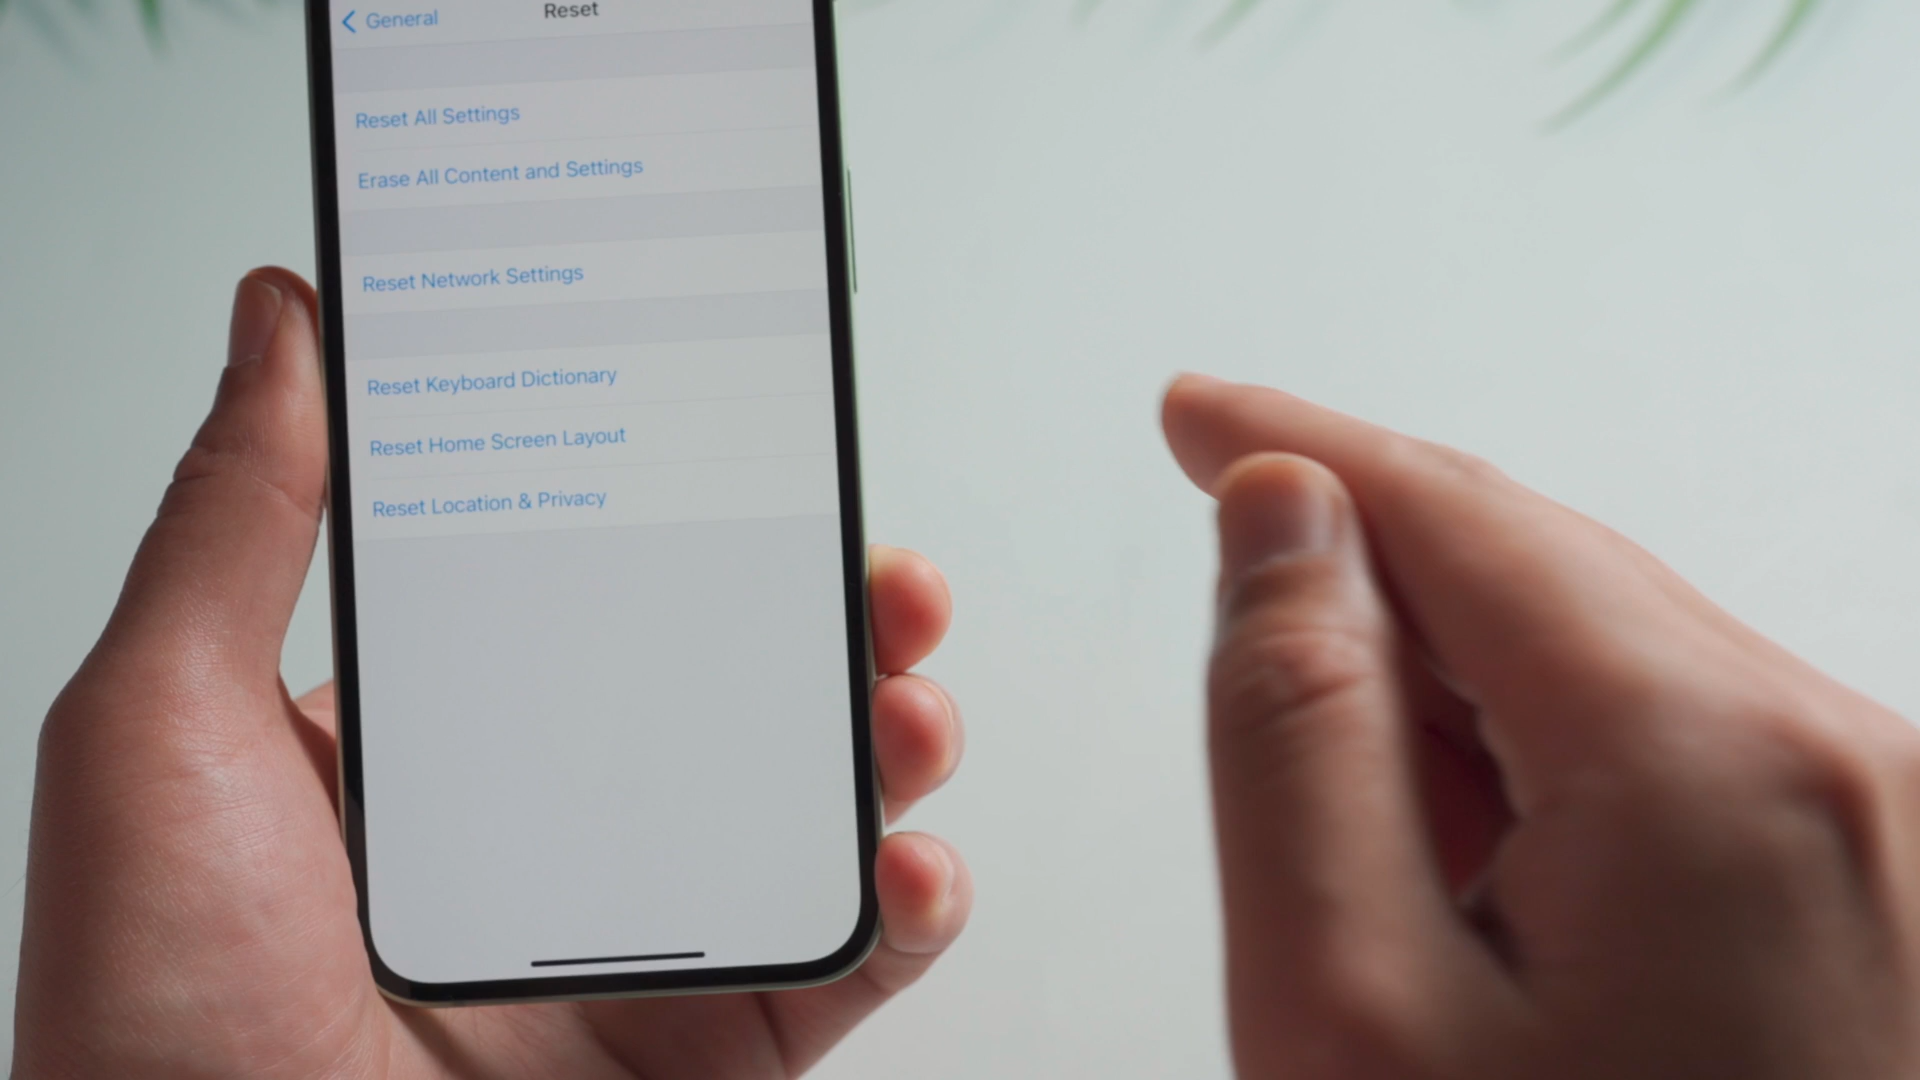 General
Reset
Reset All Settings
Erase All Content and Settings
Reset Network Settings
Reset Keyboard Dictionary
Reset Home Screen Layout
Reset Location & Privacy